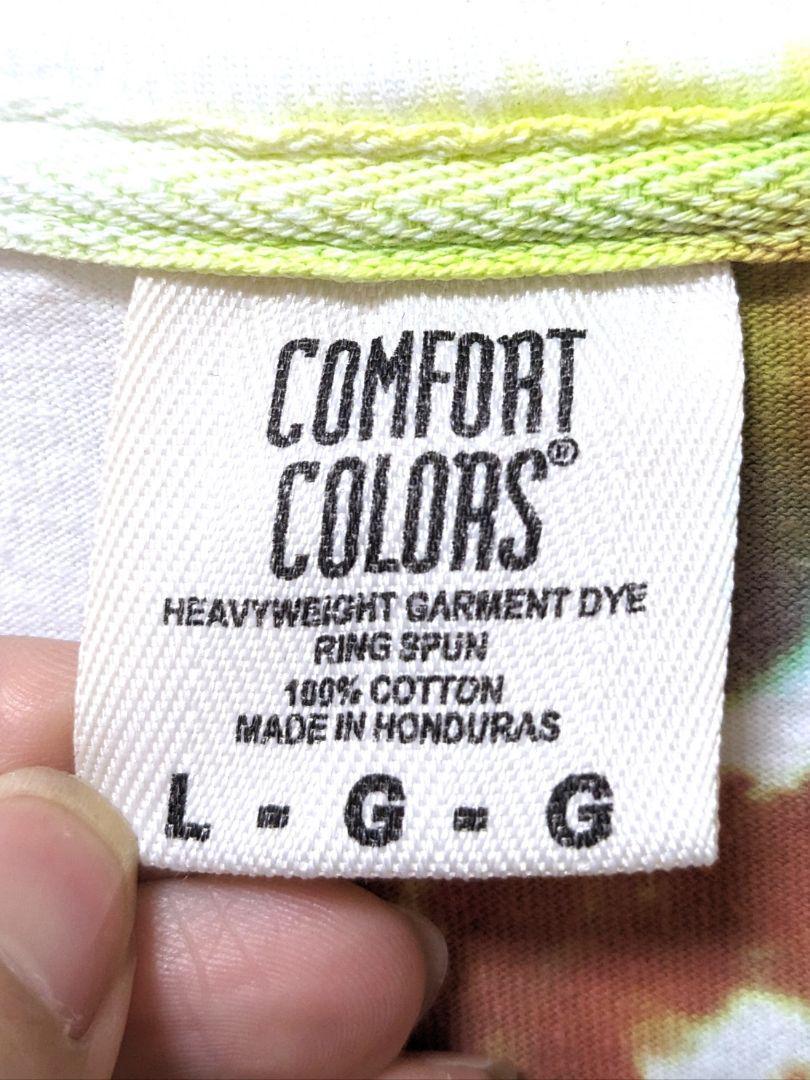 COMFORT
COLORS®
HEAVYWEIGHT GARMENT DYE
RING SPUN
100% COTTON
MADE IN HONDURAS
L - G - G